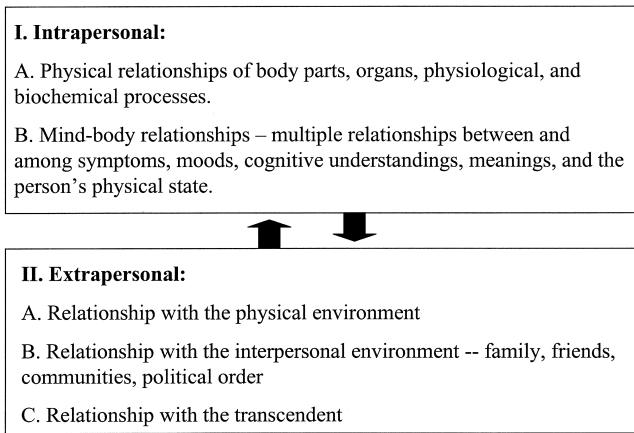 I. Intrapersonal:
A. Physical relationships of body parts, organs, physiological, and
biochemical processes.
B. Mind-body relationships – multiple relationships between and
among symptoms, moods, cognitive understandings, meanings, and the
person’s physical state.
II. Extrapersonal:
A. Relationship with the physical environment
B. Relationship with the interpersonal environment -- family, friends,
communities, political order
C. Relationship with the transcendent